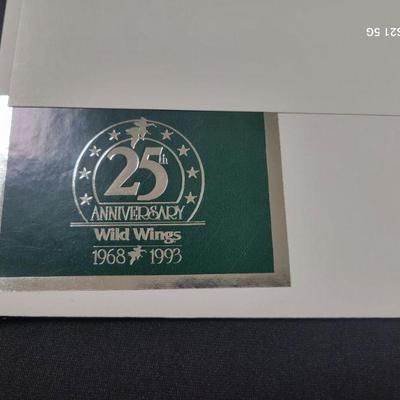 25th
ANNIVERSARY
Wild Wings
1968 1993